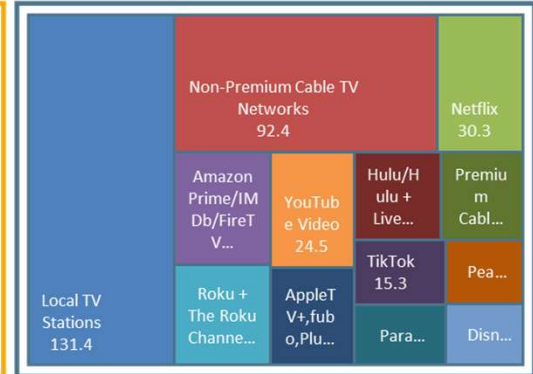 Non-Premium Cable TV
Networks
92.4
Netflix
30.3
Amazon
Prime/IM
Db/FireT
V...
YouTub
e Video
24.5
Hulu/H
ulu +
Live...
Premiu
m
Cabl...
TikTok
15.3
Pea...
Local TV
Stations
131.4
Roku +
The Roku
Channe...
AppleT
V+,fub
o,Plu...
Para...
Disn...